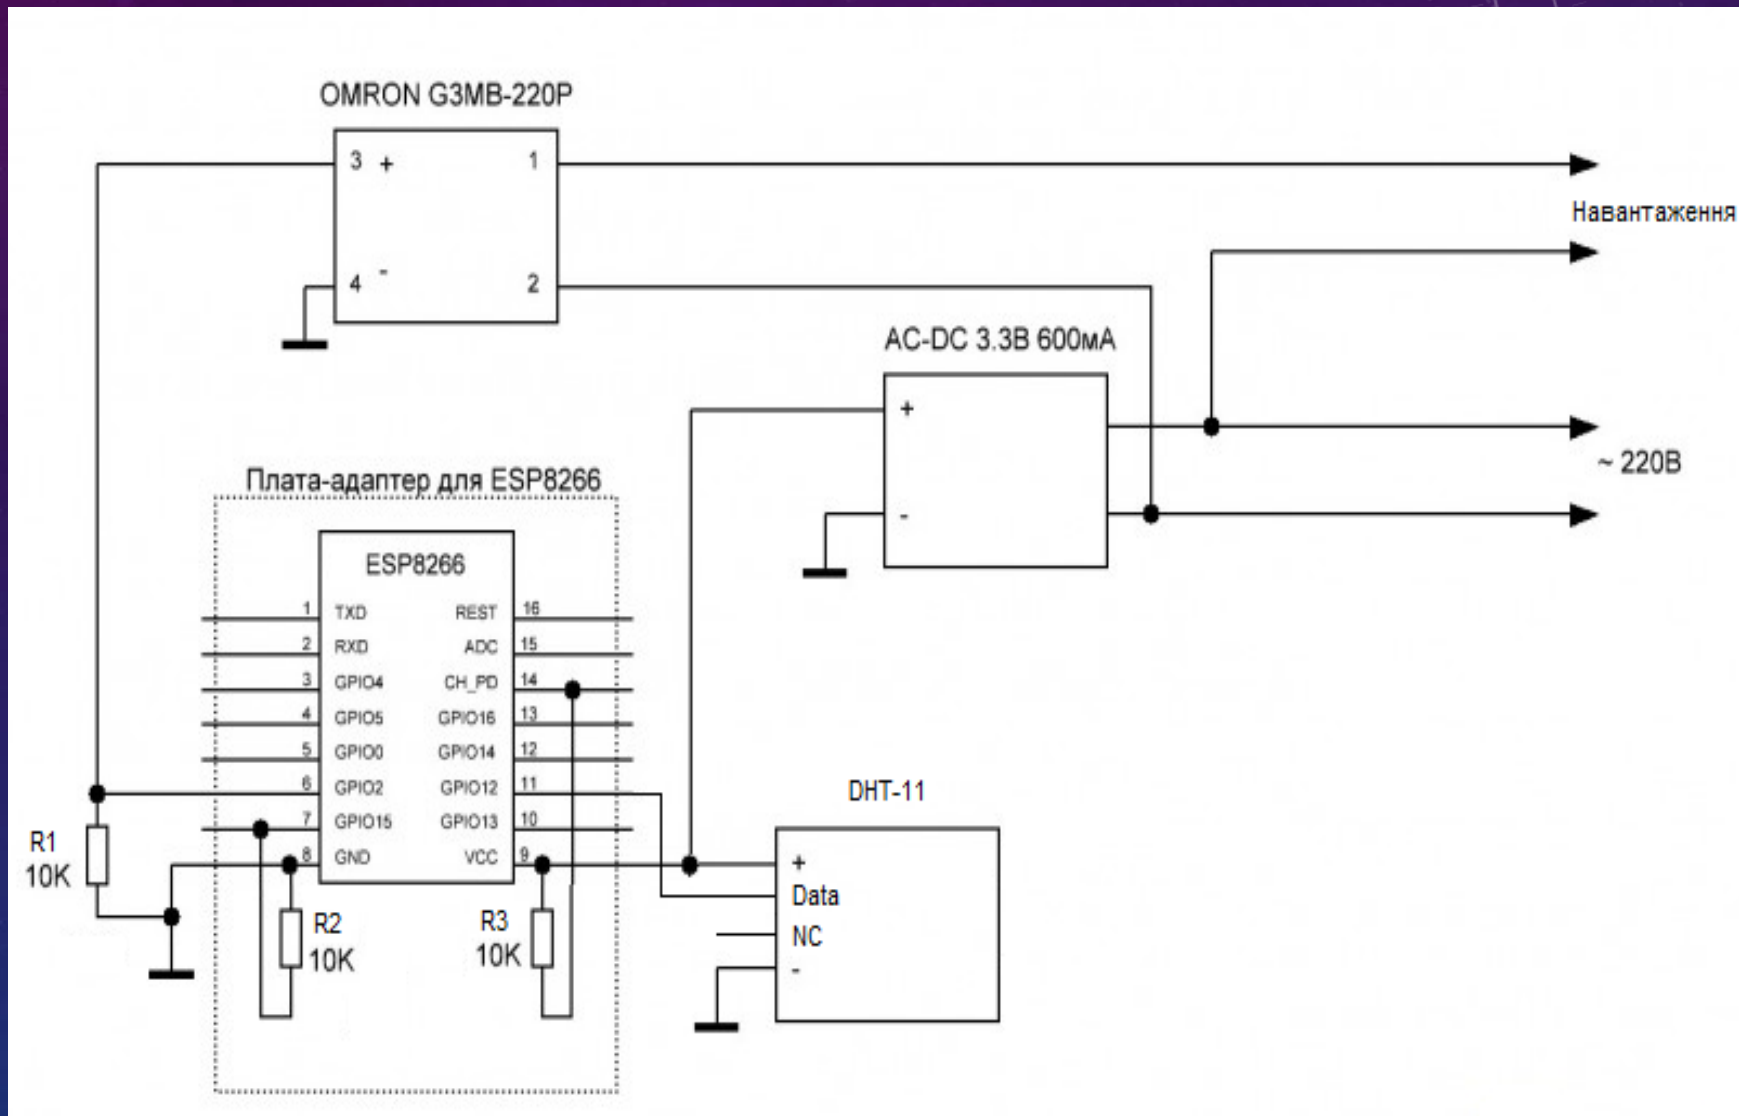 OMRON G3MB-220P
3 + 1
4 - 2
Навантаження
AC-DC 3.3В 600мА
+
-
~ 220В
Плата-адаптер для ESP8266
ESP8266
1 TXD REST 16
2 RXD ADC 15
3 GPIO4 CH_PD 14
4 GPIO5 GPIO16 13
5 GPIO0 GPIO14 12
6 GPIO2 GPIO12 11
7 GPIO15 GPIO13 10
8 GND VCC 9
R1
10K
R2
10K
R3
10K
DHT-11
+
Data
NC
-